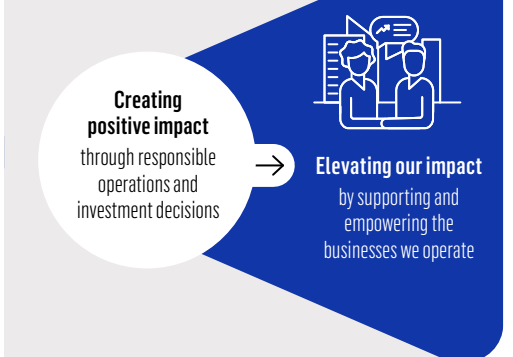 Creating
positive impact
through responsible
operations and
investment decisions
Elevating our impact
by supporting and
empowering the
businesses we operate